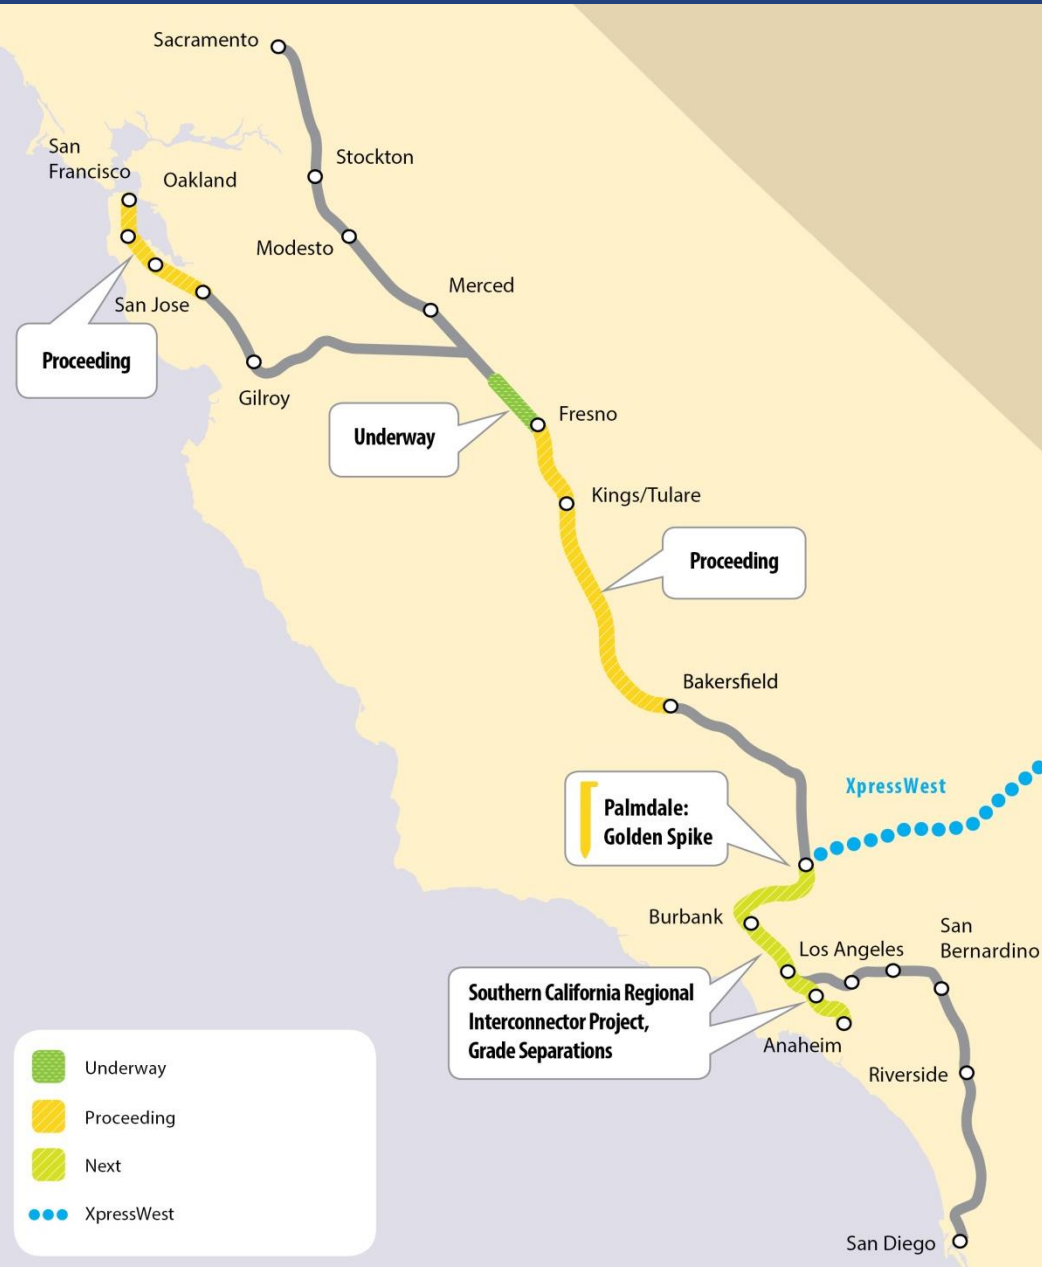 Sacramento
Stockton
San
Francisco
Oakland
Modesto
Merced
San Jose
Proceeding
Gilroy
Underway
Fresno
Kings/Tulare
Proceeding
Bakersfield
XpressWest
Palmdale:
Golden Spike
Burbank
Los Angeles
San
Bernardino
Southern California Regional
Interconnector Project,
Grade Separations
Anaheim
Riverside
San Diego
Underway
Proceeding
Next
XpressWest